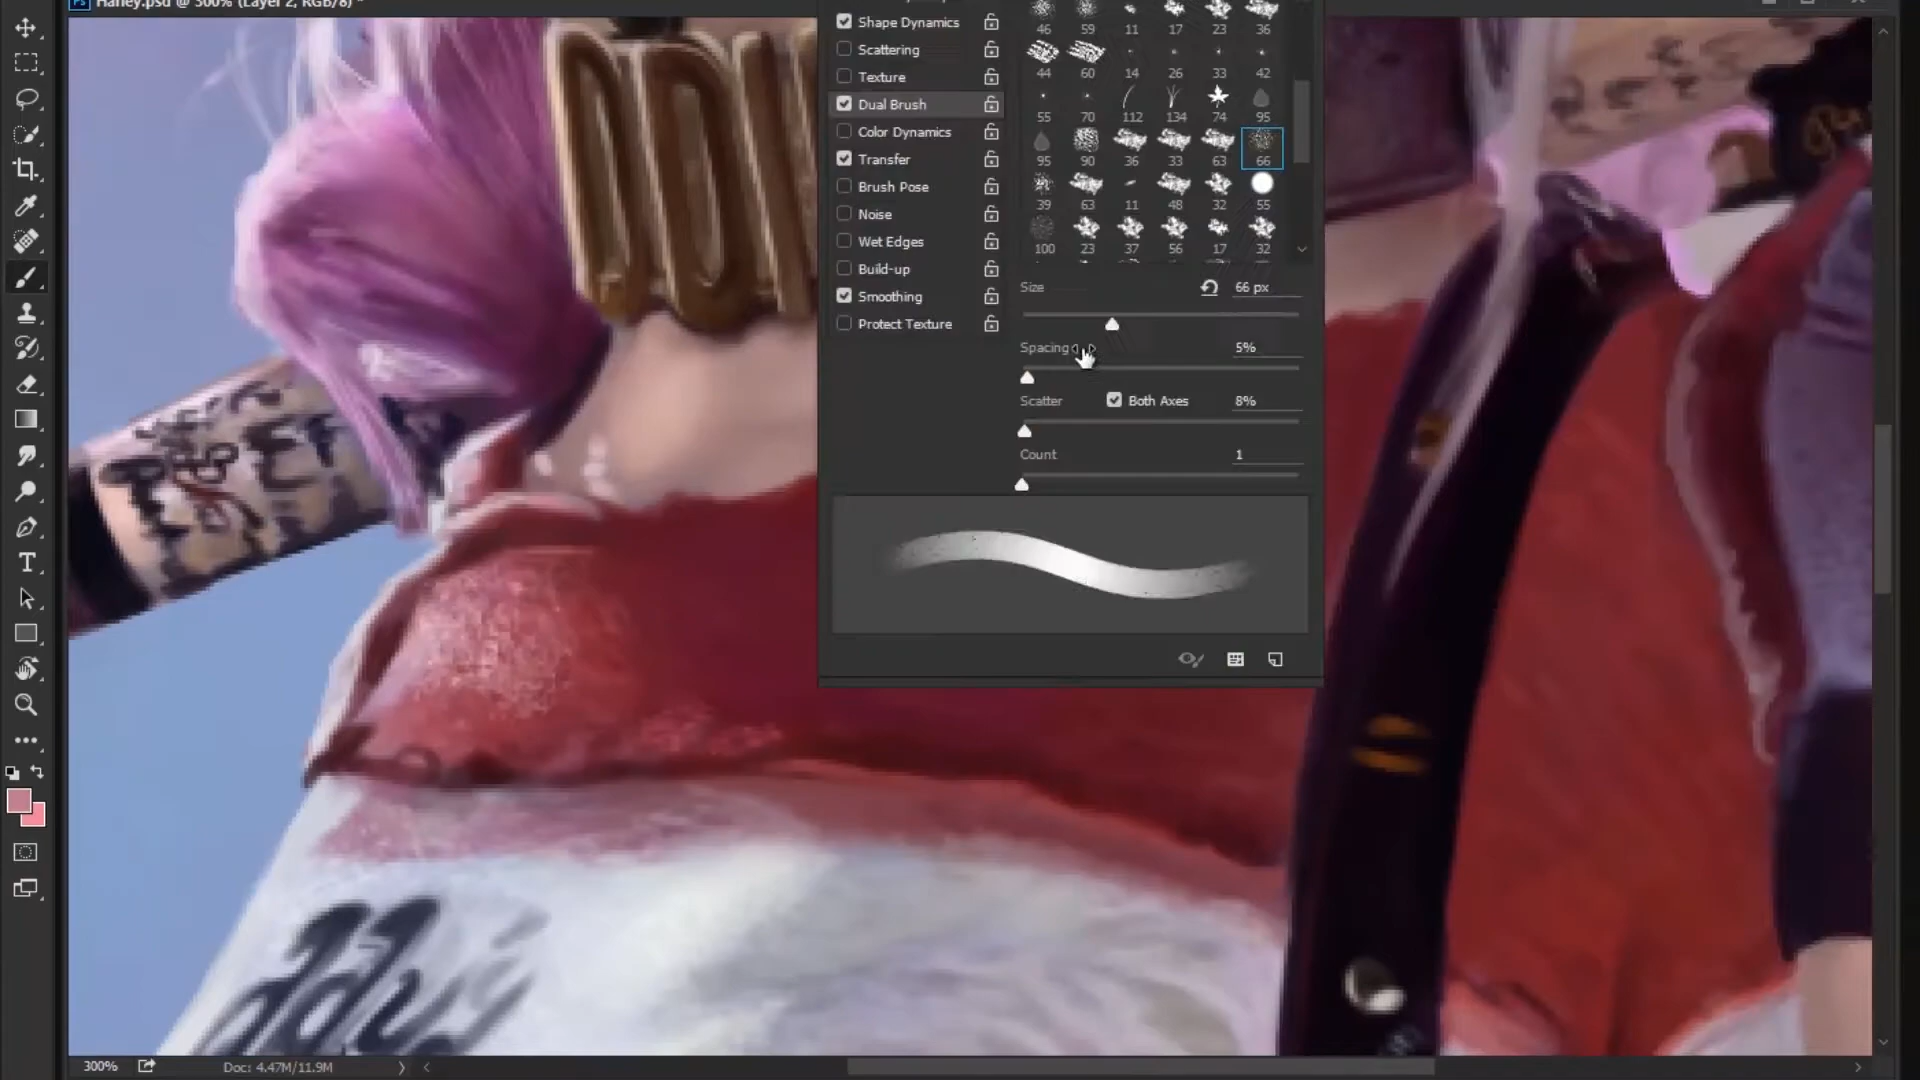 Harley.psd @ 300% (Layer 2, RGB/8) *
Shape Dynamics
Scattering
Texture
Dual Brush
Color Dynamics
Transfer
Brush Pose
Noise
Wet Edges
Build-up
Smoothing
Protect Texture
46 59 11 17 23 36
44 60 14 26 33 42
55 70 112 134 74 95
95 90 36 33 63 66
39 63 11 48 32 55
100 23 37 56 17 32
Size 66 px
Spacing 5%
Scatter Both Axes 8%
Count 1
300% Doc: 4.47M/11.9M